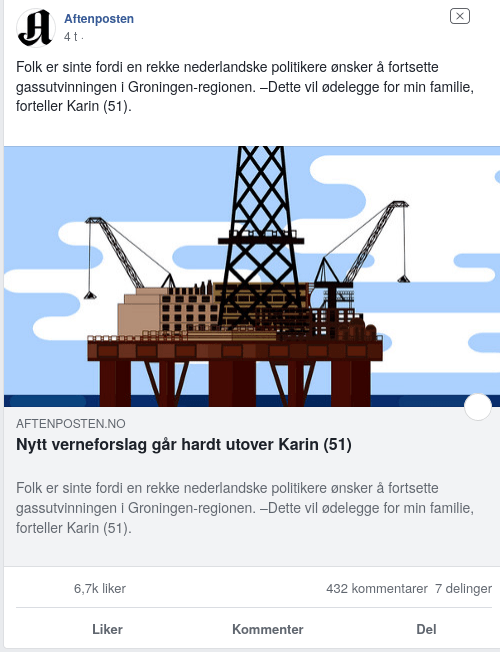 Aftenposten
4 t ·
Folk er sinte fordi en rekke nederlandske politikere ønsker å fortsette
gassutvinningen i Groningen-regionen. –Dette vil ødelegge for min familie,
forteller Karin (51).
AFTENPOSTEN.NO
Nytt verneforslag går hardt utover Karin (51)
Folk er sinte fordi en rekke nederlandske politikere ønsker å fortsette
gassutvinningen i Groningen-regionen. –Dette vil ødelegge for min familie,
forteller Karin (51).
6,7k liker 432 kommentarer 7 delinger
Liker Kommenter Del